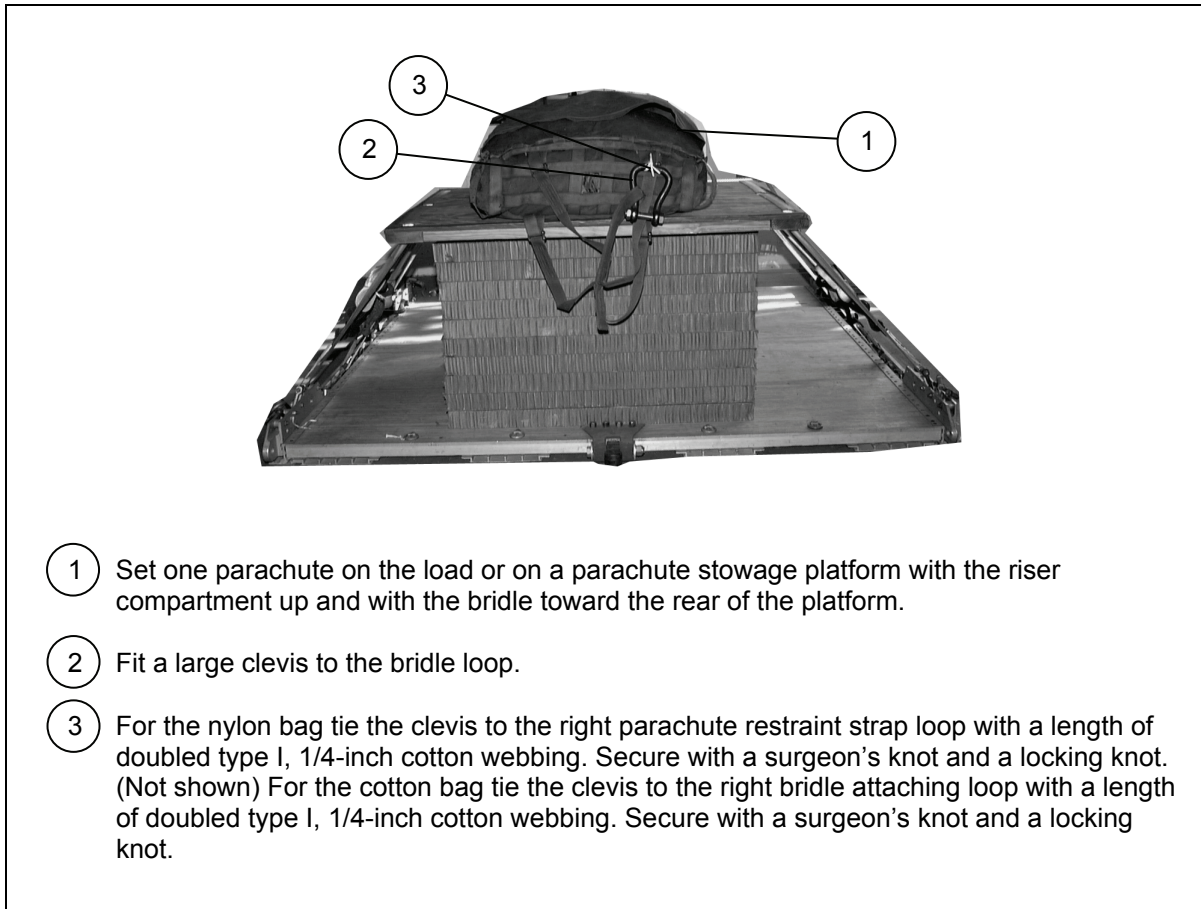 3
2
1
1 Set one parachute on the load or on a parachute stowage platform with the riser
compartment up and with the bridle toward the rear of the platform.
2 Fit a large clevis to the bridle loop.
3 For the nylon bag tie the clevis to the right parachute restraint strap loop with a length of
doubled type I, 1/4-inch cotton webbing. Secure with a surgeon’s knot and a locking knot.
(Not shown) For the cotton bag tie the clevis to the right bridle attaching loop with a length
of doubled type I, 1/4-inch cotton webbing. Secure with a surgeon’s knot and a locking
knot.